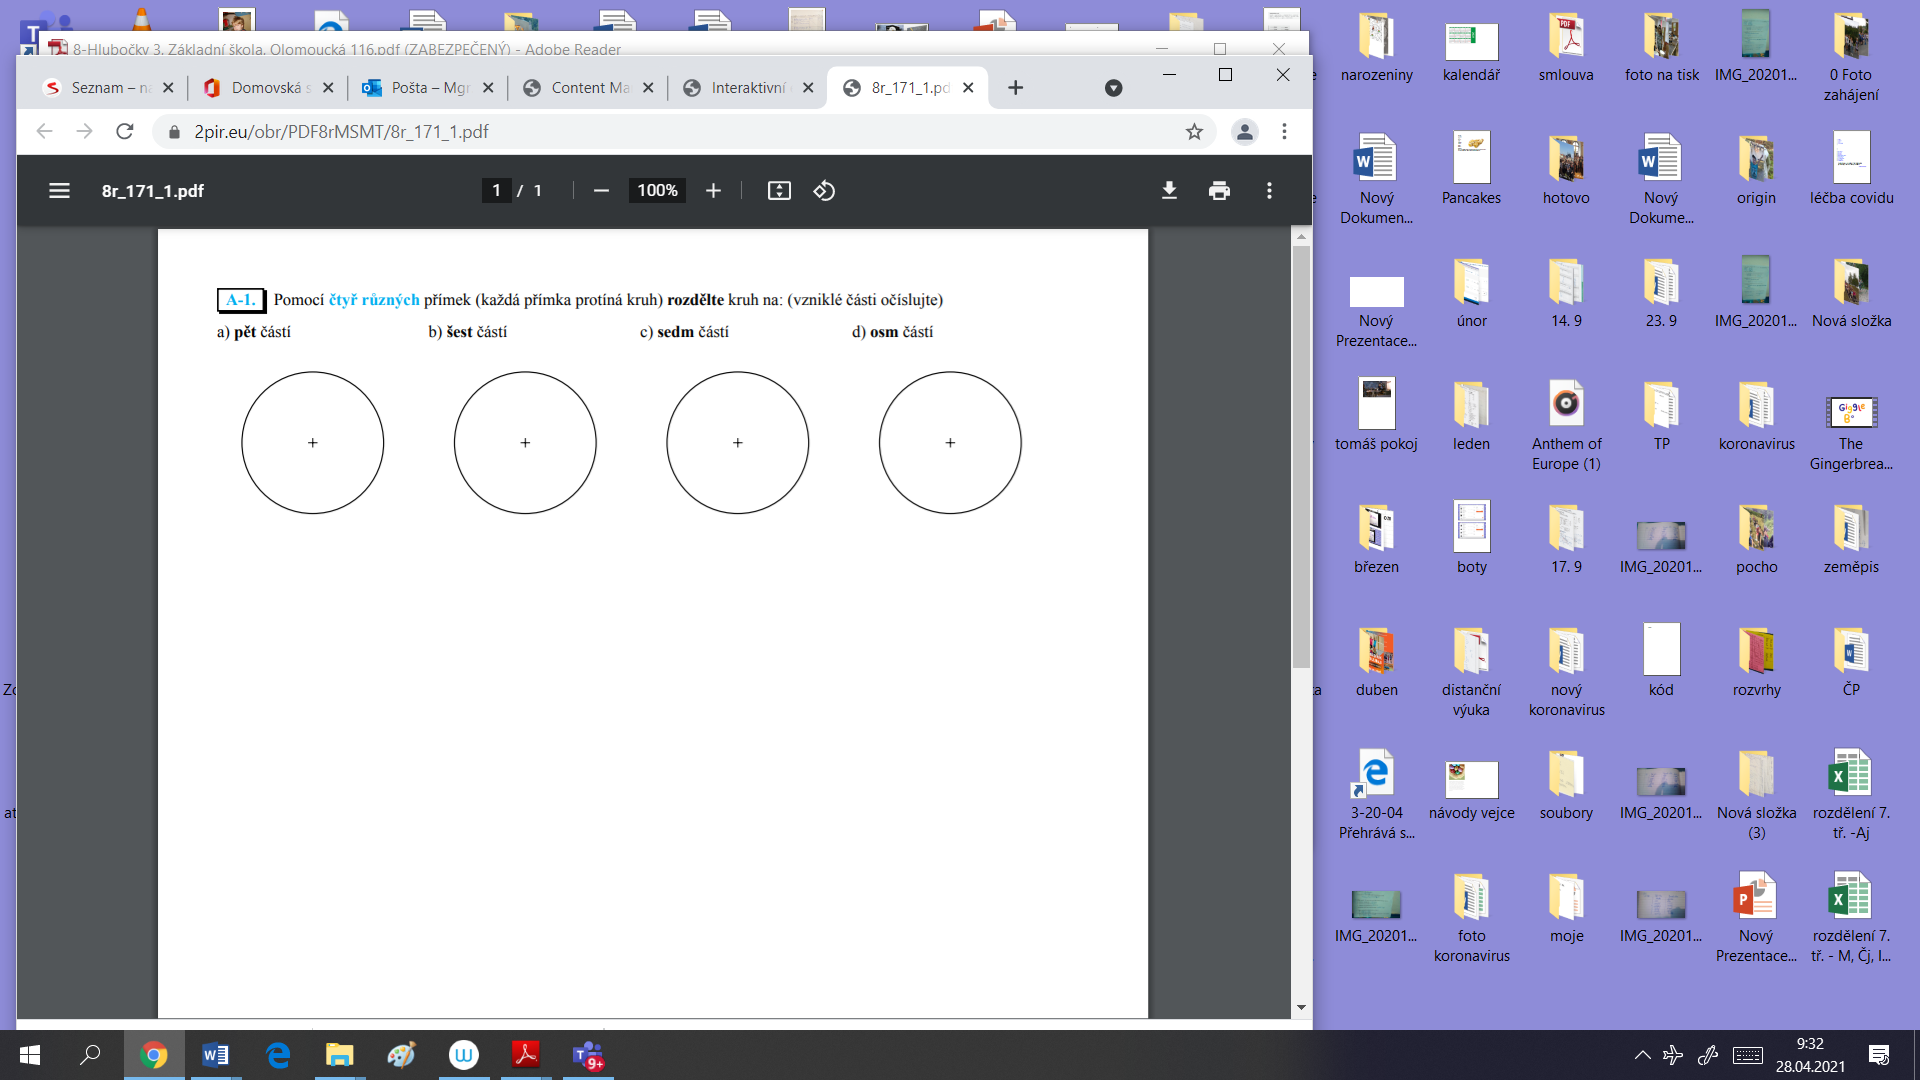 8-Hlubočky 3. Základní škola, Olomoucká 116.pdf (ZABEZPEČENÝ) - Adobe Reader
Seznam – n
Domovská s
Pošta – Mgr
Content Ma
Interaktivní
8r_171_1.pd
2pir.eu/obr/PDF8rMSMT/8r_171_1.pdf
8r_171_1.pdf
1 / 1
100%
A-1. Pomocí čtyř různých přímek (každá přímka protíná kruh) rozdělte kruh na: (vzniklé části očíslujte)
a) pět částí b) šest částí c) sedm částí d) osm částí
narozeniny
kalendář
smlouva
foto na tisk
IMG_20201...
0 Foto
zahájení
Nový
Dokumen...
Pancakes
hotovo
Nový
Dokume...
origin
léčba covidu
Nový
Prezentace...
únor
14. 9
23. 9
IMG_20201...
Nová složka
tomáš pokoj
leden
Anthem of
Europe (1)
TP
koronavirus
The
Gingerbrea...
březen
boty
17. 9
IMG_20201...
pocho
zeměpis
duben
distanční
výuka
nový
koronavirus
kód
rozvrhy
ČP
3-20-04
Přehrává s...
návody vejce
soubory
IMG_20201...
Nová složka
(3)
rozdělení 7.
tř. -Aj
IMG_20201...
foto
koronavirus
moje
IMG_20201...
Nový
Prezentace...
rozdělení 7.
tř. - M, Čj, I...
9+
9:32
28.04.2021